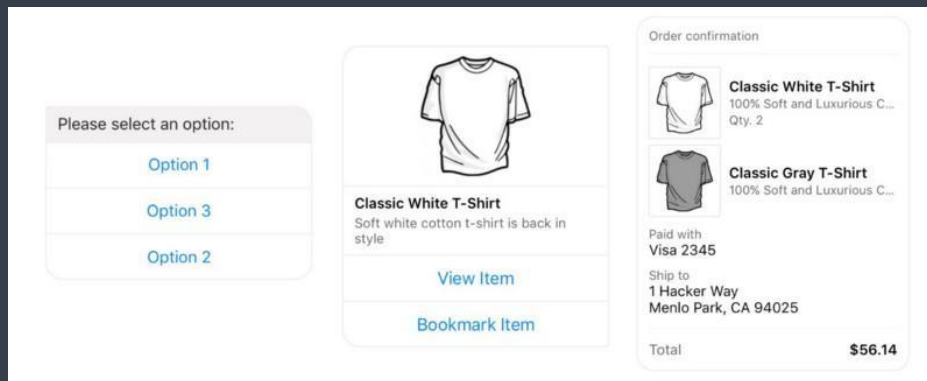 Please select an option:
Option 1
Option 3
Option 2
Classic White T-Shirt
Soft white cotton t-shirt is back in
style
View Item
Bookmark Item
Order confirmation
Classic White T-Shirt
100% Soft and Luxurious C...
Qty. 2
Classic Gray T-Shirt
100% Soft and Luxurious C...
Paid with
Visa 2345
Ship to
1 Hacker Way
Menlo Park, CA 94025
Total $56.14